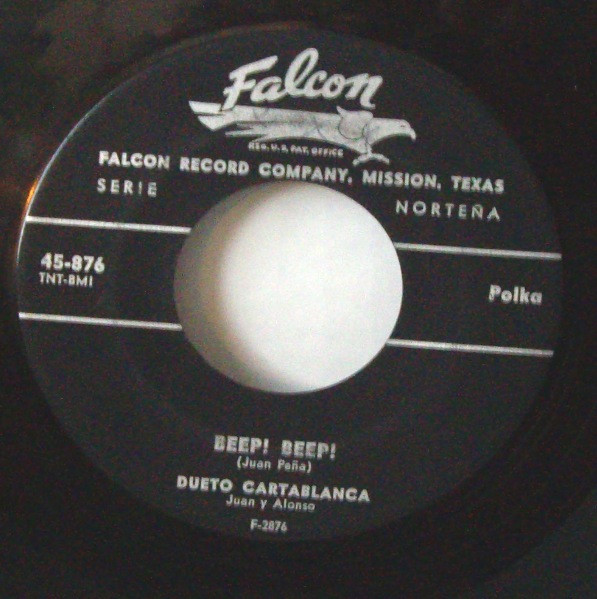 Falcon
REG. U.S. PAT. OFFICE
FALCON RECORD COMPANY, MISSION, TEXAS
SERIE NORTEÑA
45-876
TNT-BMI
Polka
BEEP! BEEP!
(Juan Peña)
DUETO CARTABLANCA
Juan y Alonso
F-2876